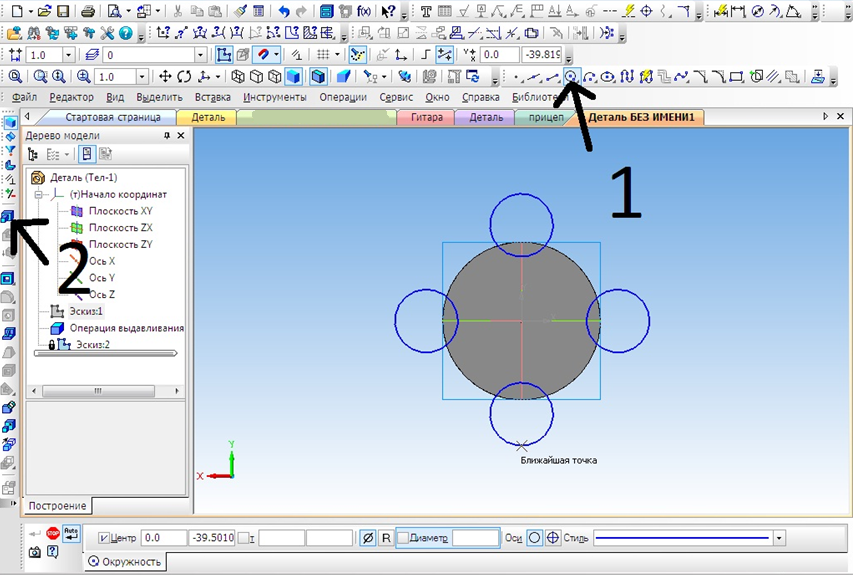 1.0
0
0.0
-39.819
1.0
Файл Редактор Вид Выделить Вставка Инструменты Операции Сервис Окно Справка Библиотеки
Стартовая страница Деталь Гитара Деталь прицеп Деталь БЕЗ ИМЕНИ1
Дерево модели
Деталь (Тел-1)
(т)Начало координат
Плоскость XY
Плоскость ZX
Плоскость ZY
Ось X
Ось Y
Ось Z
Эскиз:1
Операция выдавливания
Эскиз:2
1
2
Y
X
Ближайшая точка
Построение
STOP Auto Центр 0.0 -39.5010 Т R Диаметр Оси Стиль
Окружность